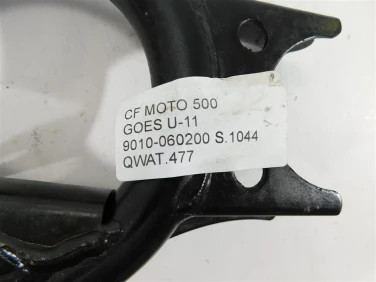 CF MOTO 500
GOES U-11
9010-060200 S.1044
QWAT.477